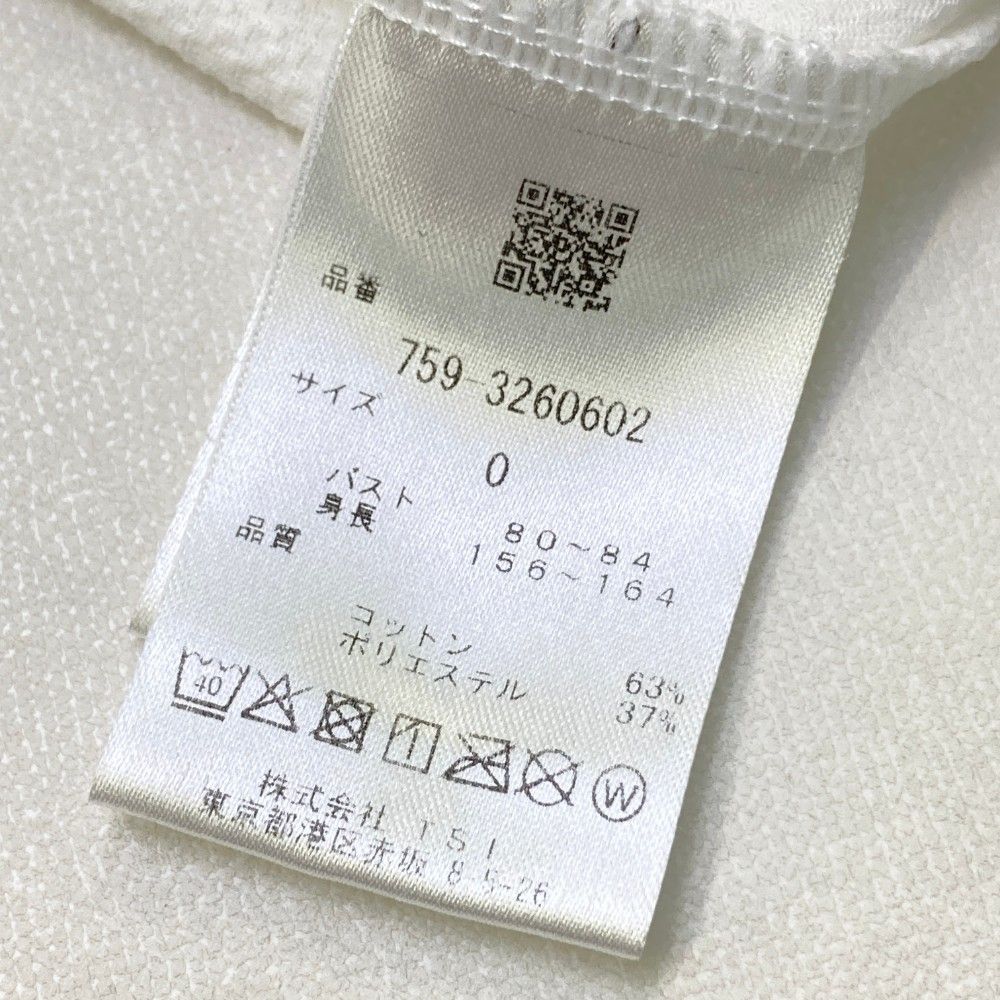 品番
759-3260602
サイズ
0
バスト 80~84
身長 156~164
品質
コットン 63%
ポリエステル 37%
40 W
株式会社 TSI
東京都港区赤坂 8-5-26